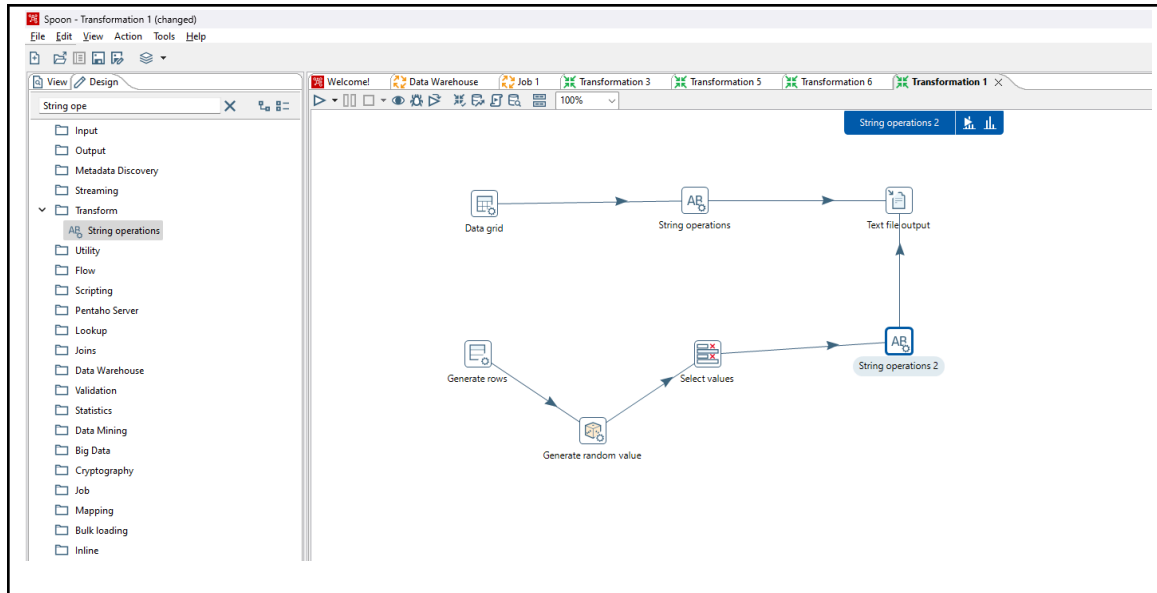 Spoon - Transformation 1 (changed)
File Edit View Action Tools Help
View Design
Welcome! Data Warehouse Job 1 Transformation 3 Transformation 5 Transformation 6 Transformation 1
String ope
100%
String operations 2
Input
Output
Metadata Discovery
Streaming
Transform
AB String operations
Utility
Flow
Scripting
Pentaho Server
Lookup
Joins
Data Warehouse
Validation
Statistics
Data Mining
Big Data
Cryptography
Job
Mapping
Bulk loading
Inline
AB
Data grid
String operations
Text file output
AB
Generate rows
Select values
String operations 2
Generate random value